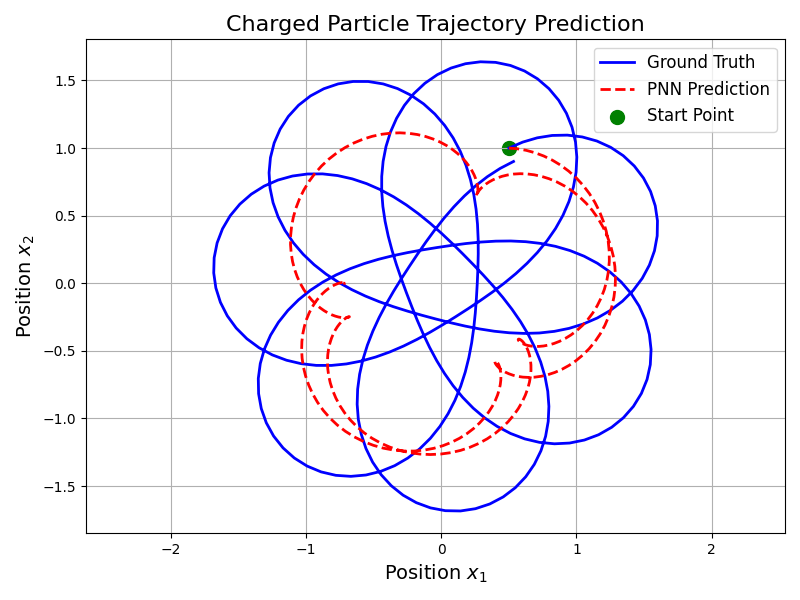 Charged Particle Trajectory Prediction
Ground Truth
PNN Prediction
Start Point
Position x₂
1.5
1.0
0.5
0.0
−0.5
−1.0
−1.5
−2
−1
0
1
2
Position x₁